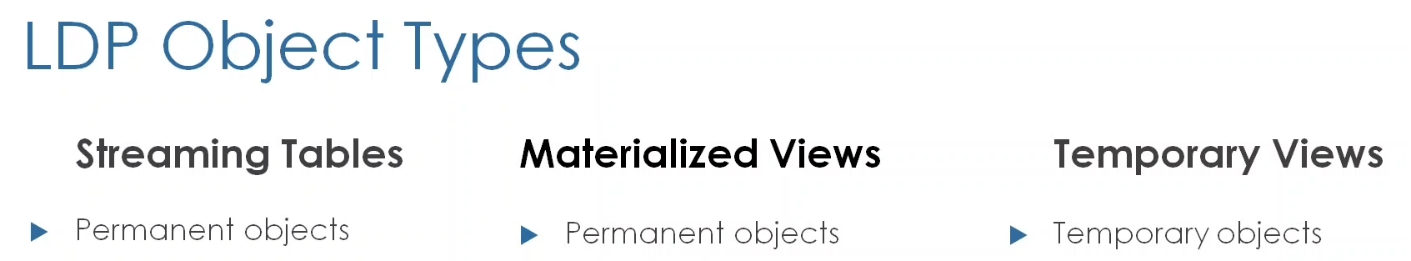 LDP Object Types
Streaming Tables
Permanent objects
Materialized Views
Permanent objects
Temporary Views
Temporary objects